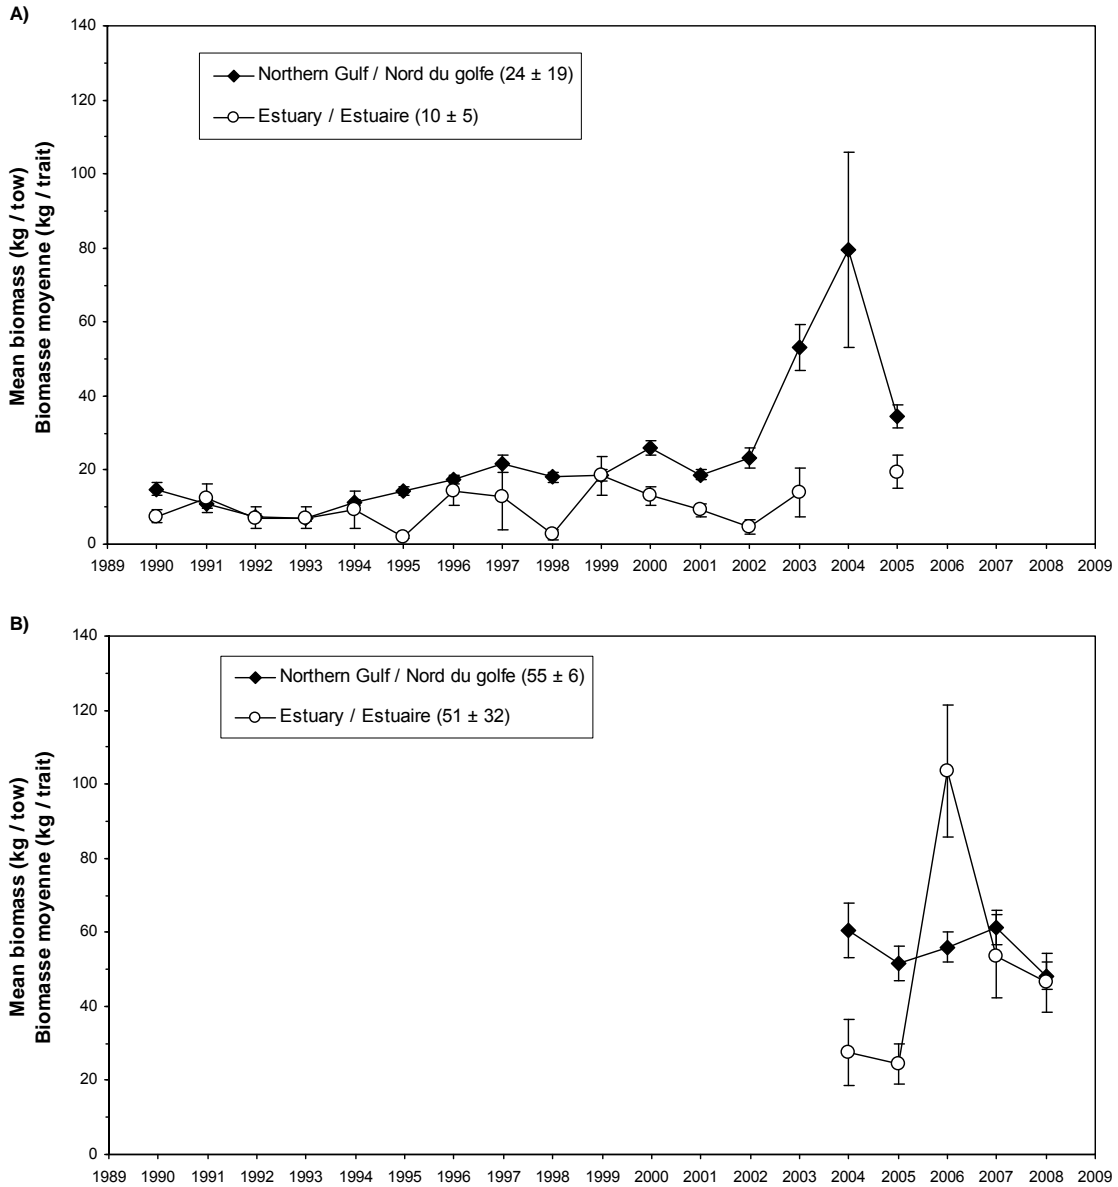 A)
Mean biomass (kg / tow)
Biomasse moyenne (kg / trait)
140
120
100
80
60
40
20
0
Northern Gulf / Nord du golfe (24 ± 19)
Estuary / Estuaire (10 ± 5)
1989 1990 1991 1992 1993 1994 1995 1996 1997 1998 1999 2000 2001 2002 2003 2004 2005 2006 2007 2008 2009
B)
Mean biomass (kg / tow)
Biomasse moyenne (kg / trait)
140
120
100
80
60
40
20
0
Northern Gulf / Nord du golfe (55 ± 6)
Estuary / Estuaire (51 ± 32)
1989 1990 1991 1992 1993 1994 1995 1996 1997 1998 1999 2000 2001 2002 2003 2004 2005 2006 2007 2008 2009